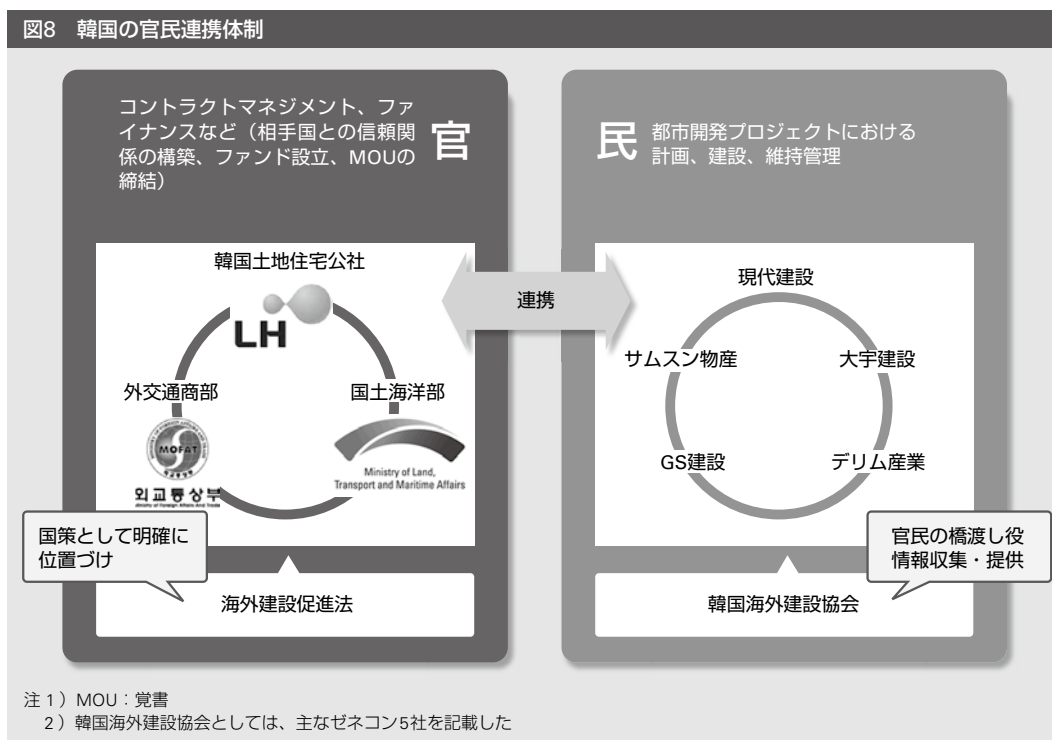 図8　韓国の官民連携体制
コントラクトマネジメント、ファ
イナンスなど（相手国との信頼関
係の構築、ファンド設立、MOUの
締結）
官
民
都市開発プロジェクトにおける
計画、建設、維持管理
韓国土地住宅公社
LH
外交通商部
MOFAT
외교통상부
Ministry of Foreign Affairs And Trade
国土海洋部
Ministry of Land,
Transport and Maritime Affairs
連携
現代建設
サムスン物産
大宇建設
GS建設
デリム産業
国策として明確に
位置づけ
海外建設促進法
官民の橋渡し役
情報収集・提供
韓国海外建設協会
注1）MOU：覚書
2）韓国海外建設協会としては、主なゼネコン5社を記載した